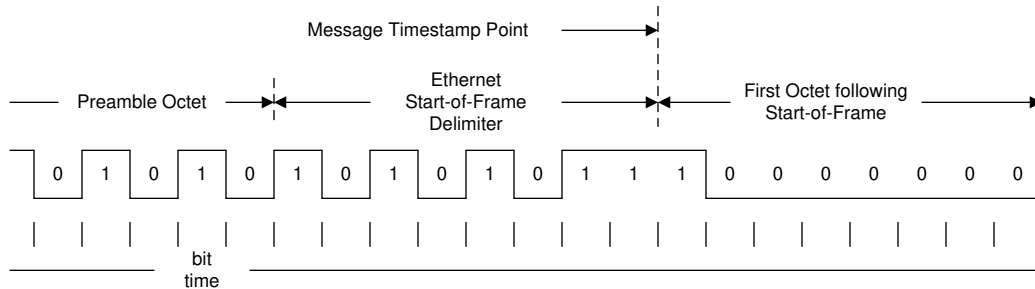 Message Timestamp Point
Preamble Octet
Ethernet
Start-of-Frame
Delimiter
First Octet following
Start-of-Frame
0 1 0 1 0 1 0 1 0 1 0 1 1 1 0 0 0 0 0 0 0
bit
time